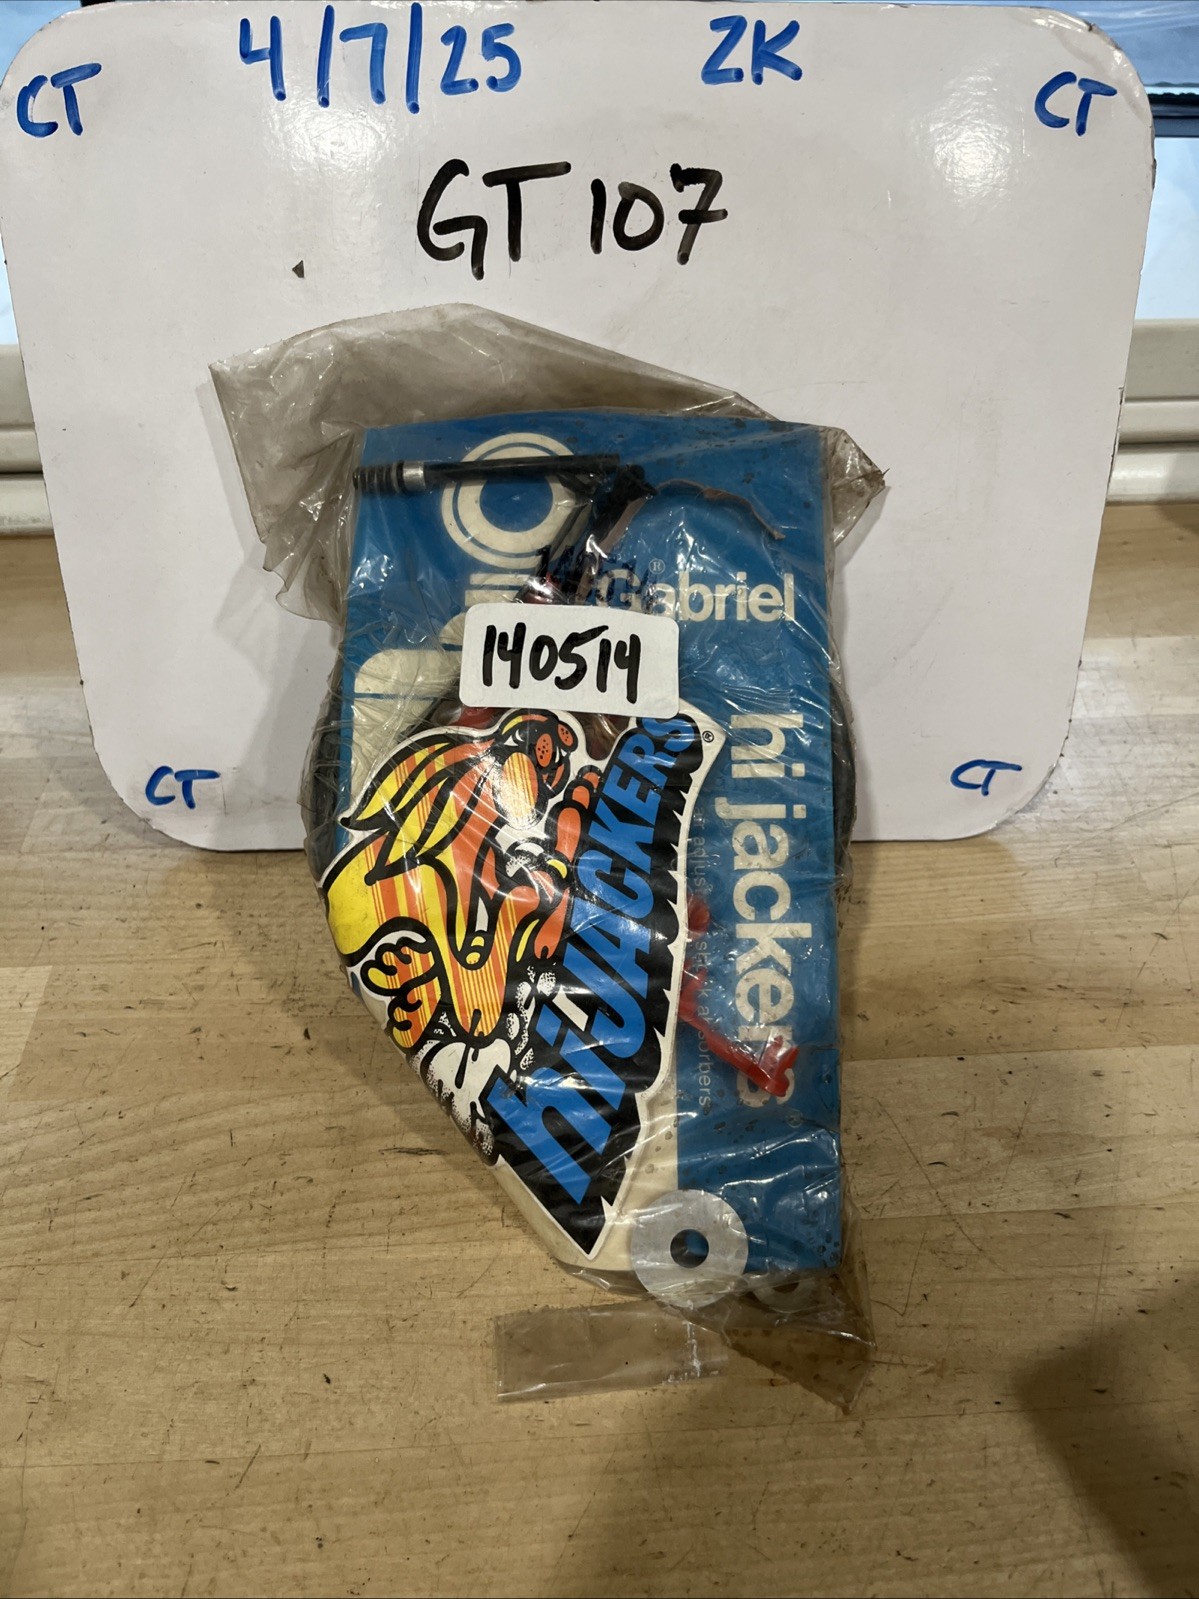 4/7/25 ZK
CT CT
GT 107
Gabriel®
140514
hi jackers®
hiJACKERS®
CT CT